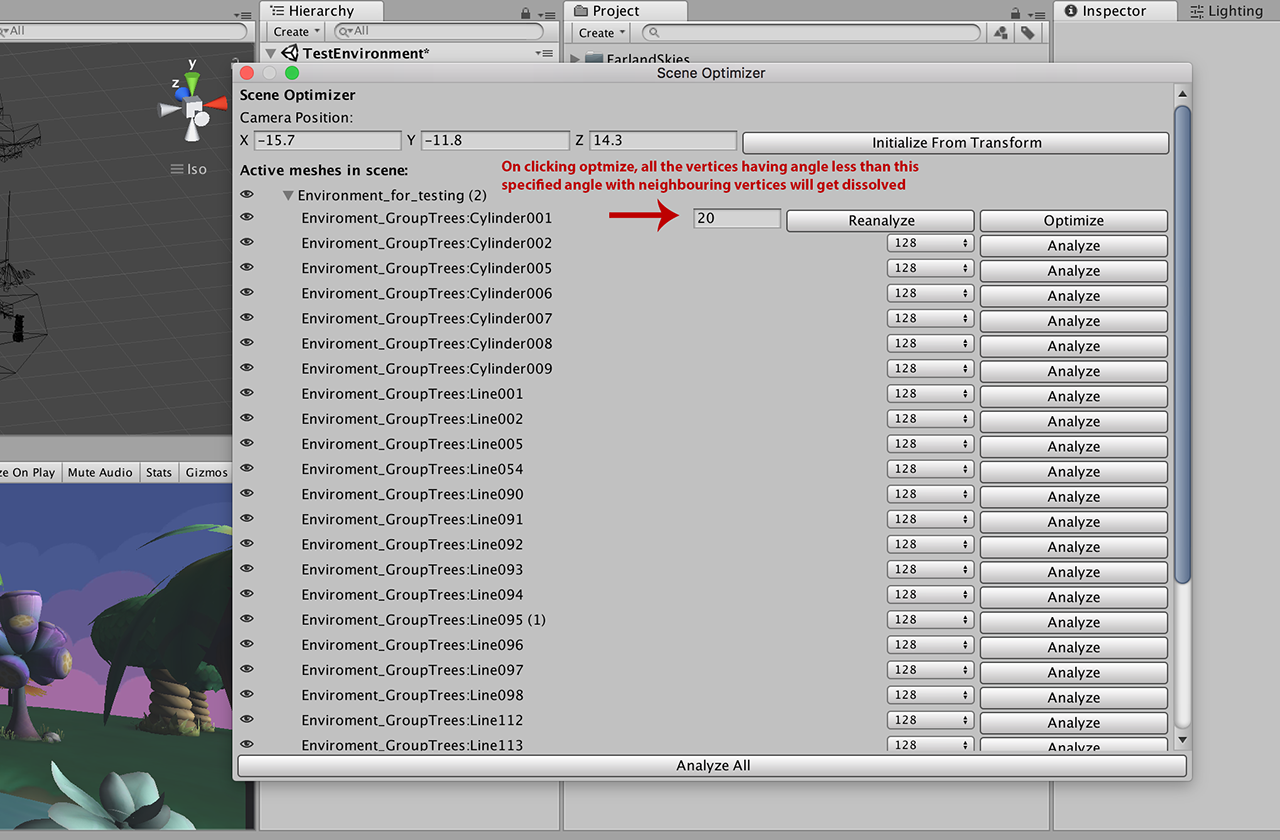 Hierarchy
Project
Inspector
Lighting
All
Create
All
Create
TestEnvironment*
FarlandSkies
y
z
Iso
Scene Optimizer
Scene Optimizer
Camera Position:
X -15.7 Y -11.8 Z 14.3 Initialize From Transform
Active meshes in scene:
On clicking optmize, all the vertices having angle less than this
specified angle with neighbouring vertices will get dissolved
Environment_for_testing (2)
Enviroment_GroupTrees:Cylinder001 20 Reanalyze Optimize
Enviroment_GroupTrees:Cylinder002 128 Analyze
Enviroment_GroupTrees:Cylinder005 128 Analyze
Enviroment_GroupTrees:Cylinder006 128 Analyze
Enviroment_GroupTrees:Cylinder007 128 Analyze
Enviroment_GroupTrees:Cylinder008 128 Analyze
Enviroment_GroupTrees:Cylinder009 128 Analyze
Enviroment_GroupTrees:Line001 128 Analyze
Enviroment_GroupTrees:Line002 128 Analyze
Enviroment_GroupTrees:Line005 128 Analyze
Enviroment_GroupTrees:Line054 128 Analyze
Enviroment_GroupTrees:Line090 128 Analyze
Enviroment_GroupTrees:Line091 128 Analyze
Enviroment_GroupTrees:Line092 128 Analyze
Enviroment_GroupTrees:Line093 128 Analyze
Enviroment_GroupTrees:Line094 128 Analyze
Enviroment_GroupTrees:Line095 (1) 128 Analyze
Enviroment_GroupTrees:Line096 128 Analyze
Enviroment_GroupTrees:Line097 128 Analyze
Enviroment_GroupTrees:Line098 128 Analyze
Enviroment_GroupTrees:Line112 128 Analyze
Enviroment_GroupTrees:Line113 128 Analyze
ze On Play Mute Audio Stats Gizmos
Analyze All